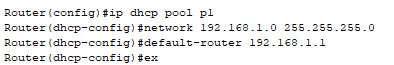 Router(config)#ip dhcp pool p1
Router(dhcp-config)#network 192.168.1.0 255.255.255.0
Router(dhcp-config)#default-router 192.168.1.1
Router(dhcp-config)#ex